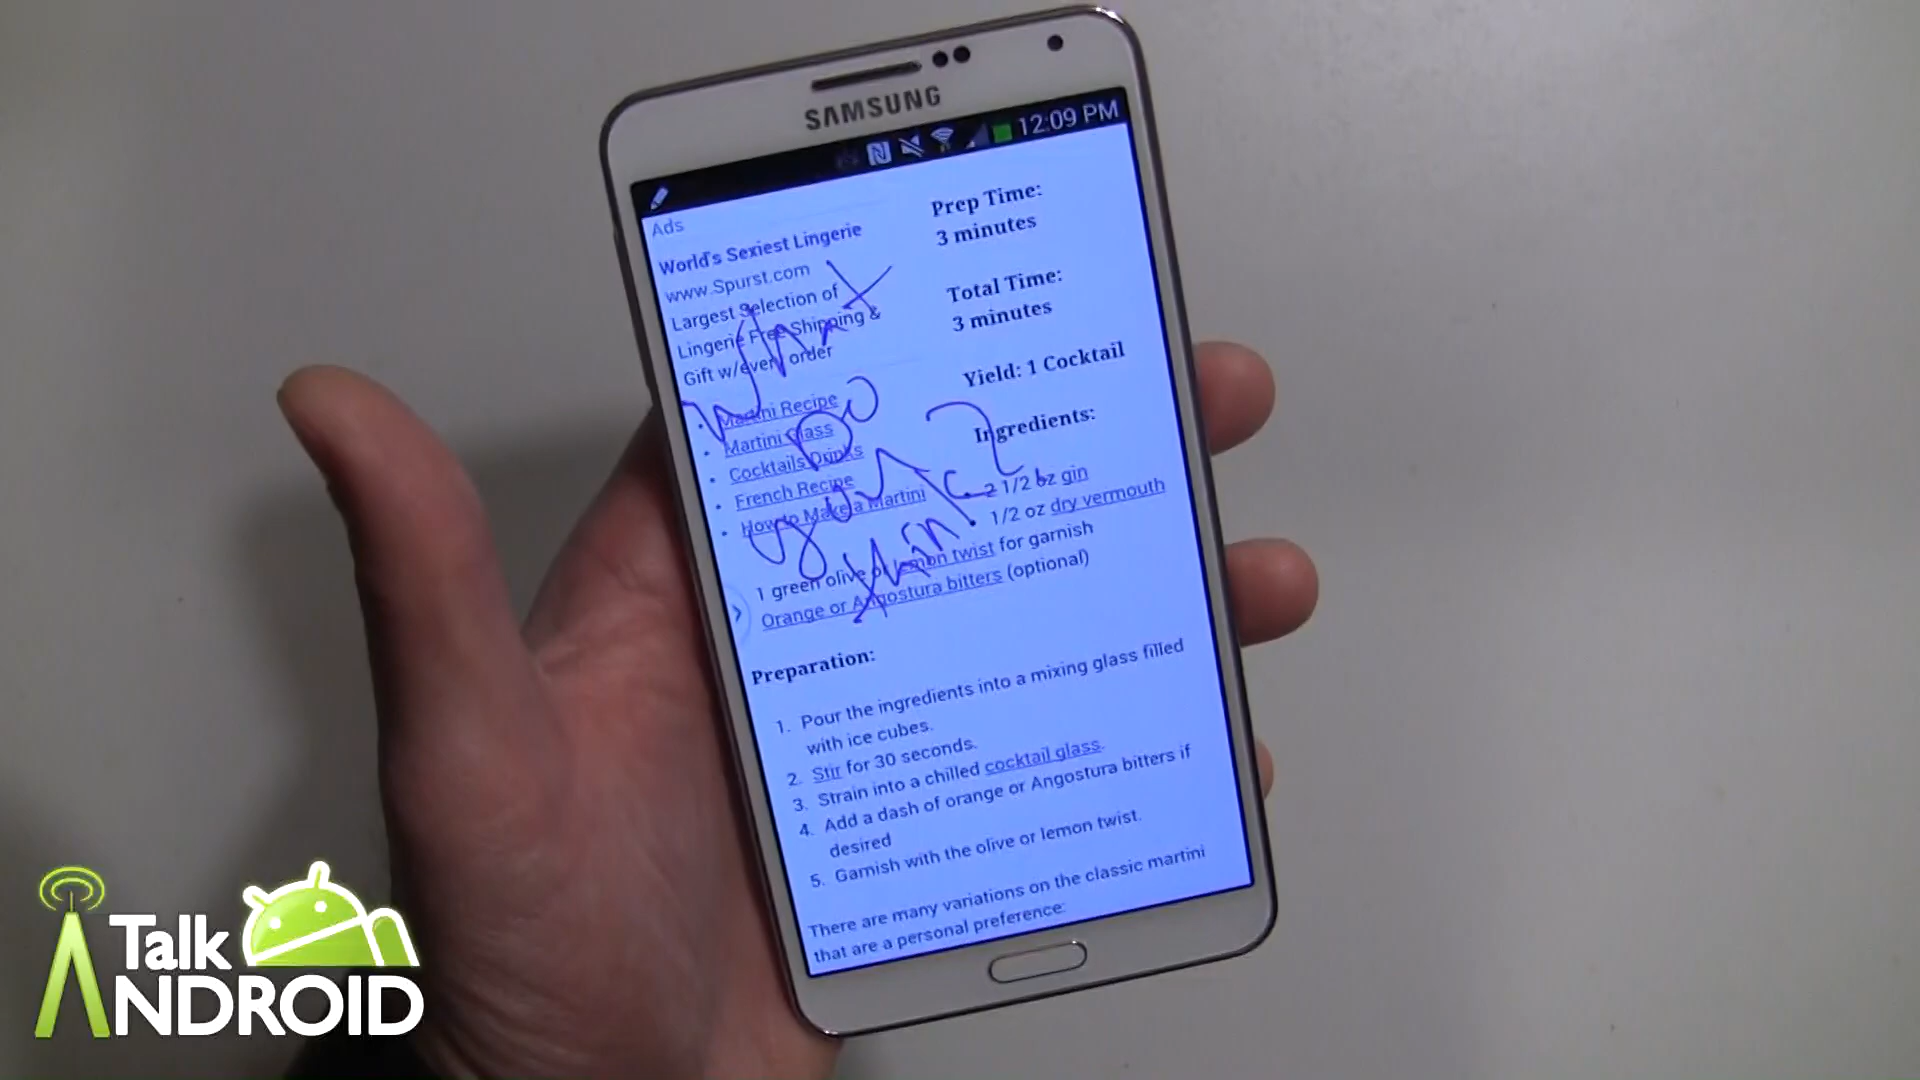 SAMSUNG
12:09 PM
Ads
World's Sexiest Lingerie
www.Spurst.com
Largest Selection of
Lingerie Free Shipping &
Gift w/every order
• Martini Recipe
• Martini Glass
• Cocktails Drinks
• French Recipe
• How to Make a Martini
Prep Time:
3 minutes
Total Time:
3 minutes
Yield: 1 Cocktail
Ingredients:
2 1/2 oz gin
• 1/2 oz dry vermouth
1 green olive or lemon twist for garnish
Orange or Angostura bitters (optional)
Preparation:
1. Pour the ingredients into a mixing glass filled
with ice cubes.
2. Stir for 30 seconds.
3. Strain into a chilled cocktail glass.
4. Add a dash of orange or Angostura bitters if
desired
5. Garnish with the olive or lemon twist.
There are many variations on the classic martini
that are a personal preference:
Talk
ANDROID